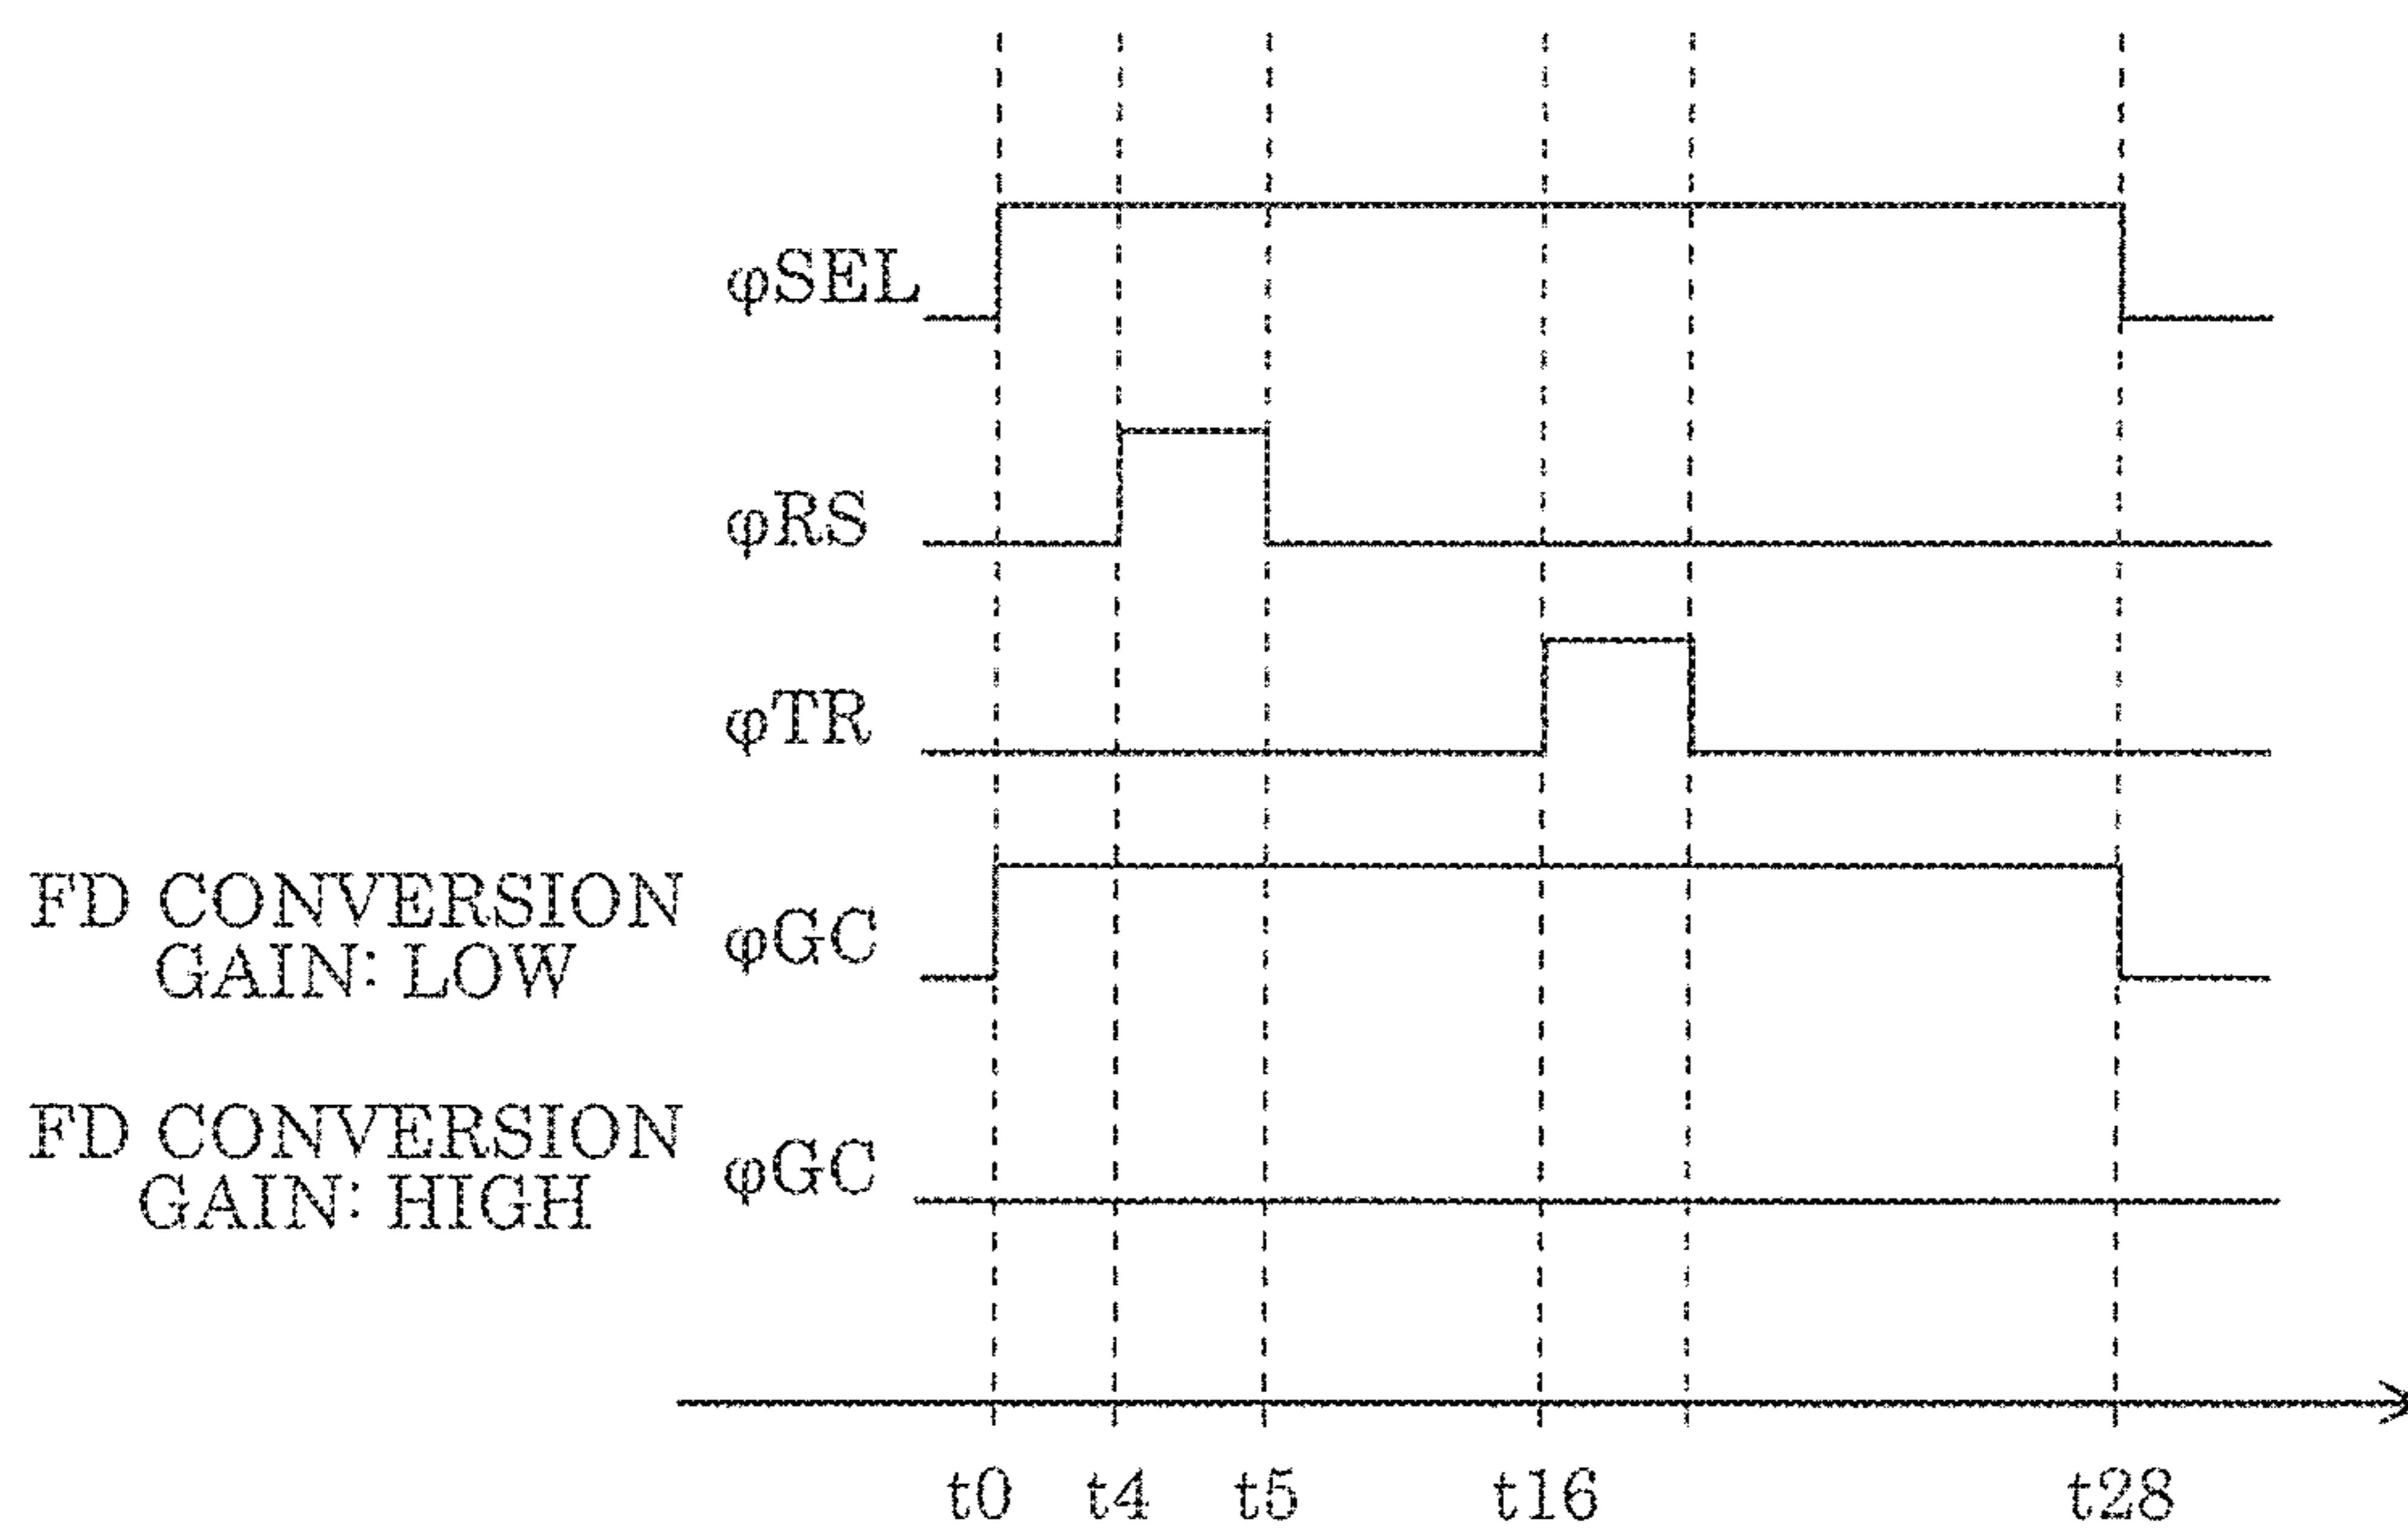 φSEL
φRS
φTR
FD CONVERSION
GAIN: LOW
φGC
FD CONVERSION
GAIN: HIGH
φGC
t0 t4 t5 t16 t28